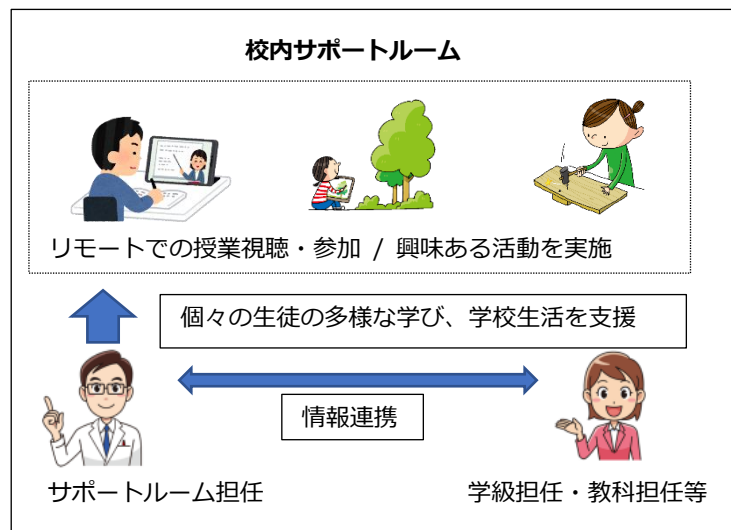 校内サポートルーム
リモートでの授業視聴・参加 / 興味ある活動を実施
個々の生徒の多様な学び、学校生活を支援
情報連携
サポートルーム担任
学級担任・教科担任等